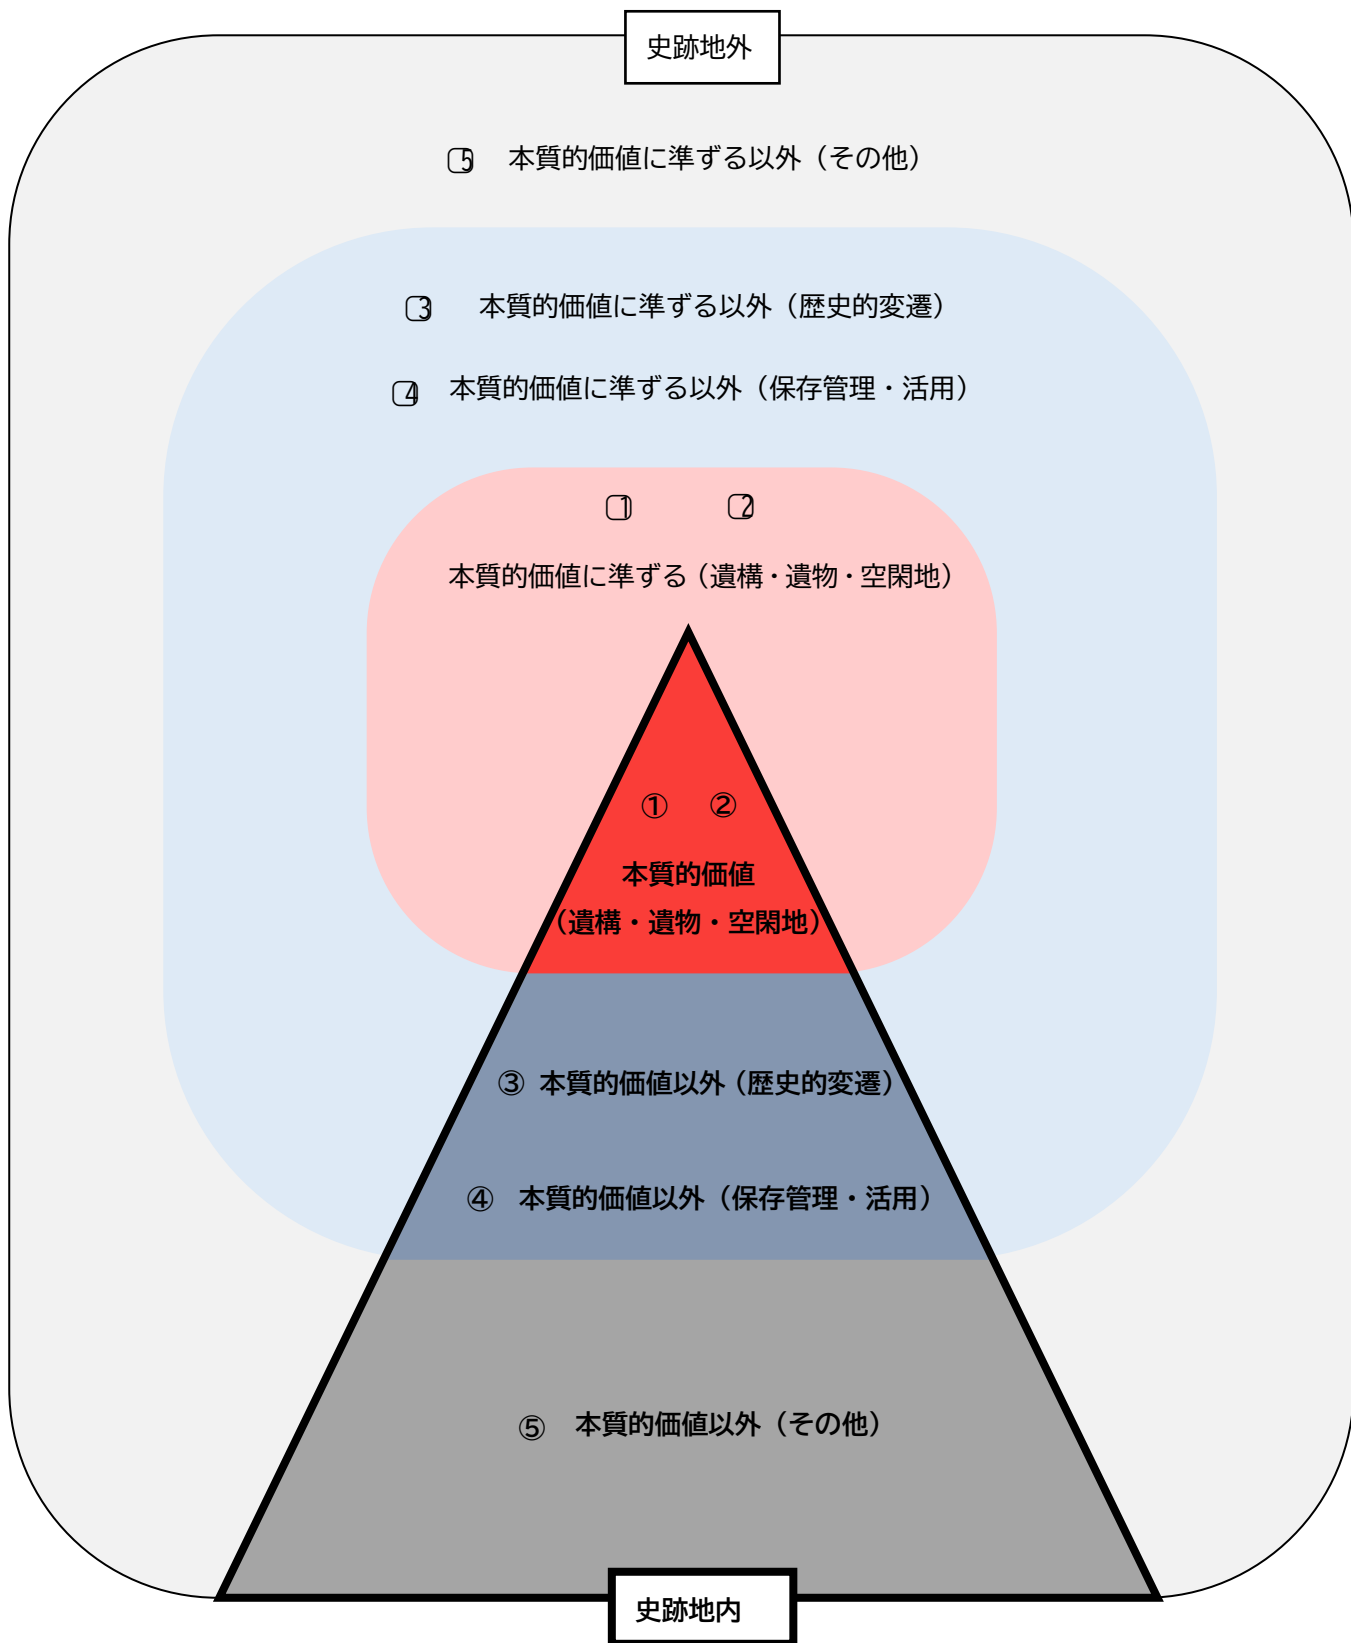 史跡地外
5 本質的価値に準ずる以外（その他）
3 本質的価値に準ずる以外（歴史的変遷）
4 本質的価値に準ずる以外（保存管理・活用）
1 2
本質的価値に準ずる（遺構・遺物・空閑地）
① ②
本質的価値
（遺構・遺物・空閑地）
③ 本質的価値以外（歴史的変遷）
④ 本質的価値以外（保存管理・活用）
⑤ 本質的価値以外（その他）
史跡地内